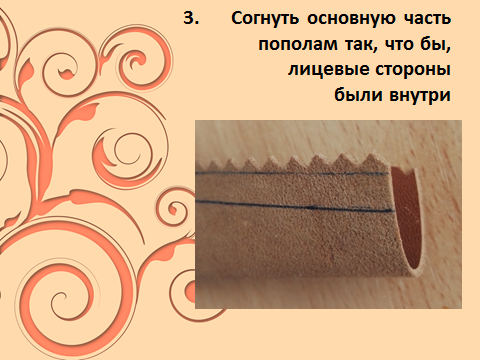 3. Согнуть основную часть
пополам так, что бы,
лицевые стороны
были внутри